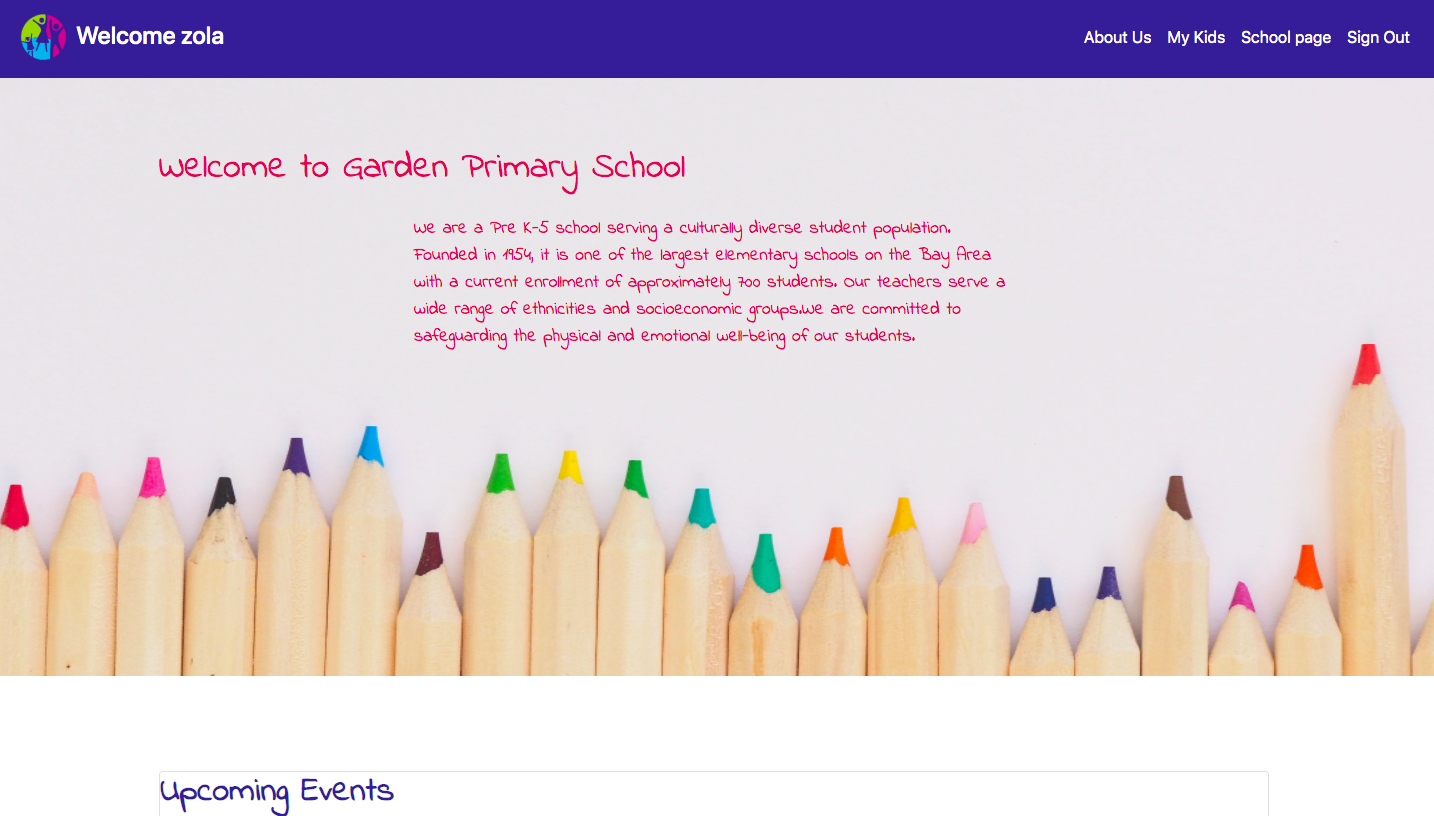 Welcome zola
About Us My Kids School page Sign Out
Welcome to Garden Primary School
We are a Pre K-5 school serving a culturally diverse student population.
Founded in 1954, it is one of the largest elementary schools on the Bay Area
with a current enrollment of approximately 700 students. Our teachers serve a
wide range of ethnicities and socioeconomic groups.We are committed to
safeguarding the physical and emotional well-being of our students.
Upcoming Events